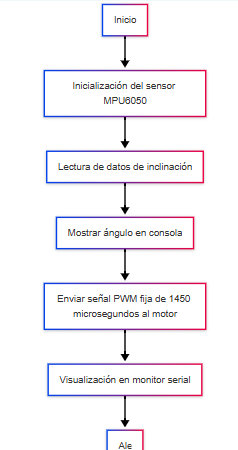 Inicio
Inicialización del sensor
MPU6050
Lectura de datos de inclinación
Mostrar ángulo en consola
Enviar señal PWM fija de 1450
microsegundos al motor
Visualización en monitor serial
Ale